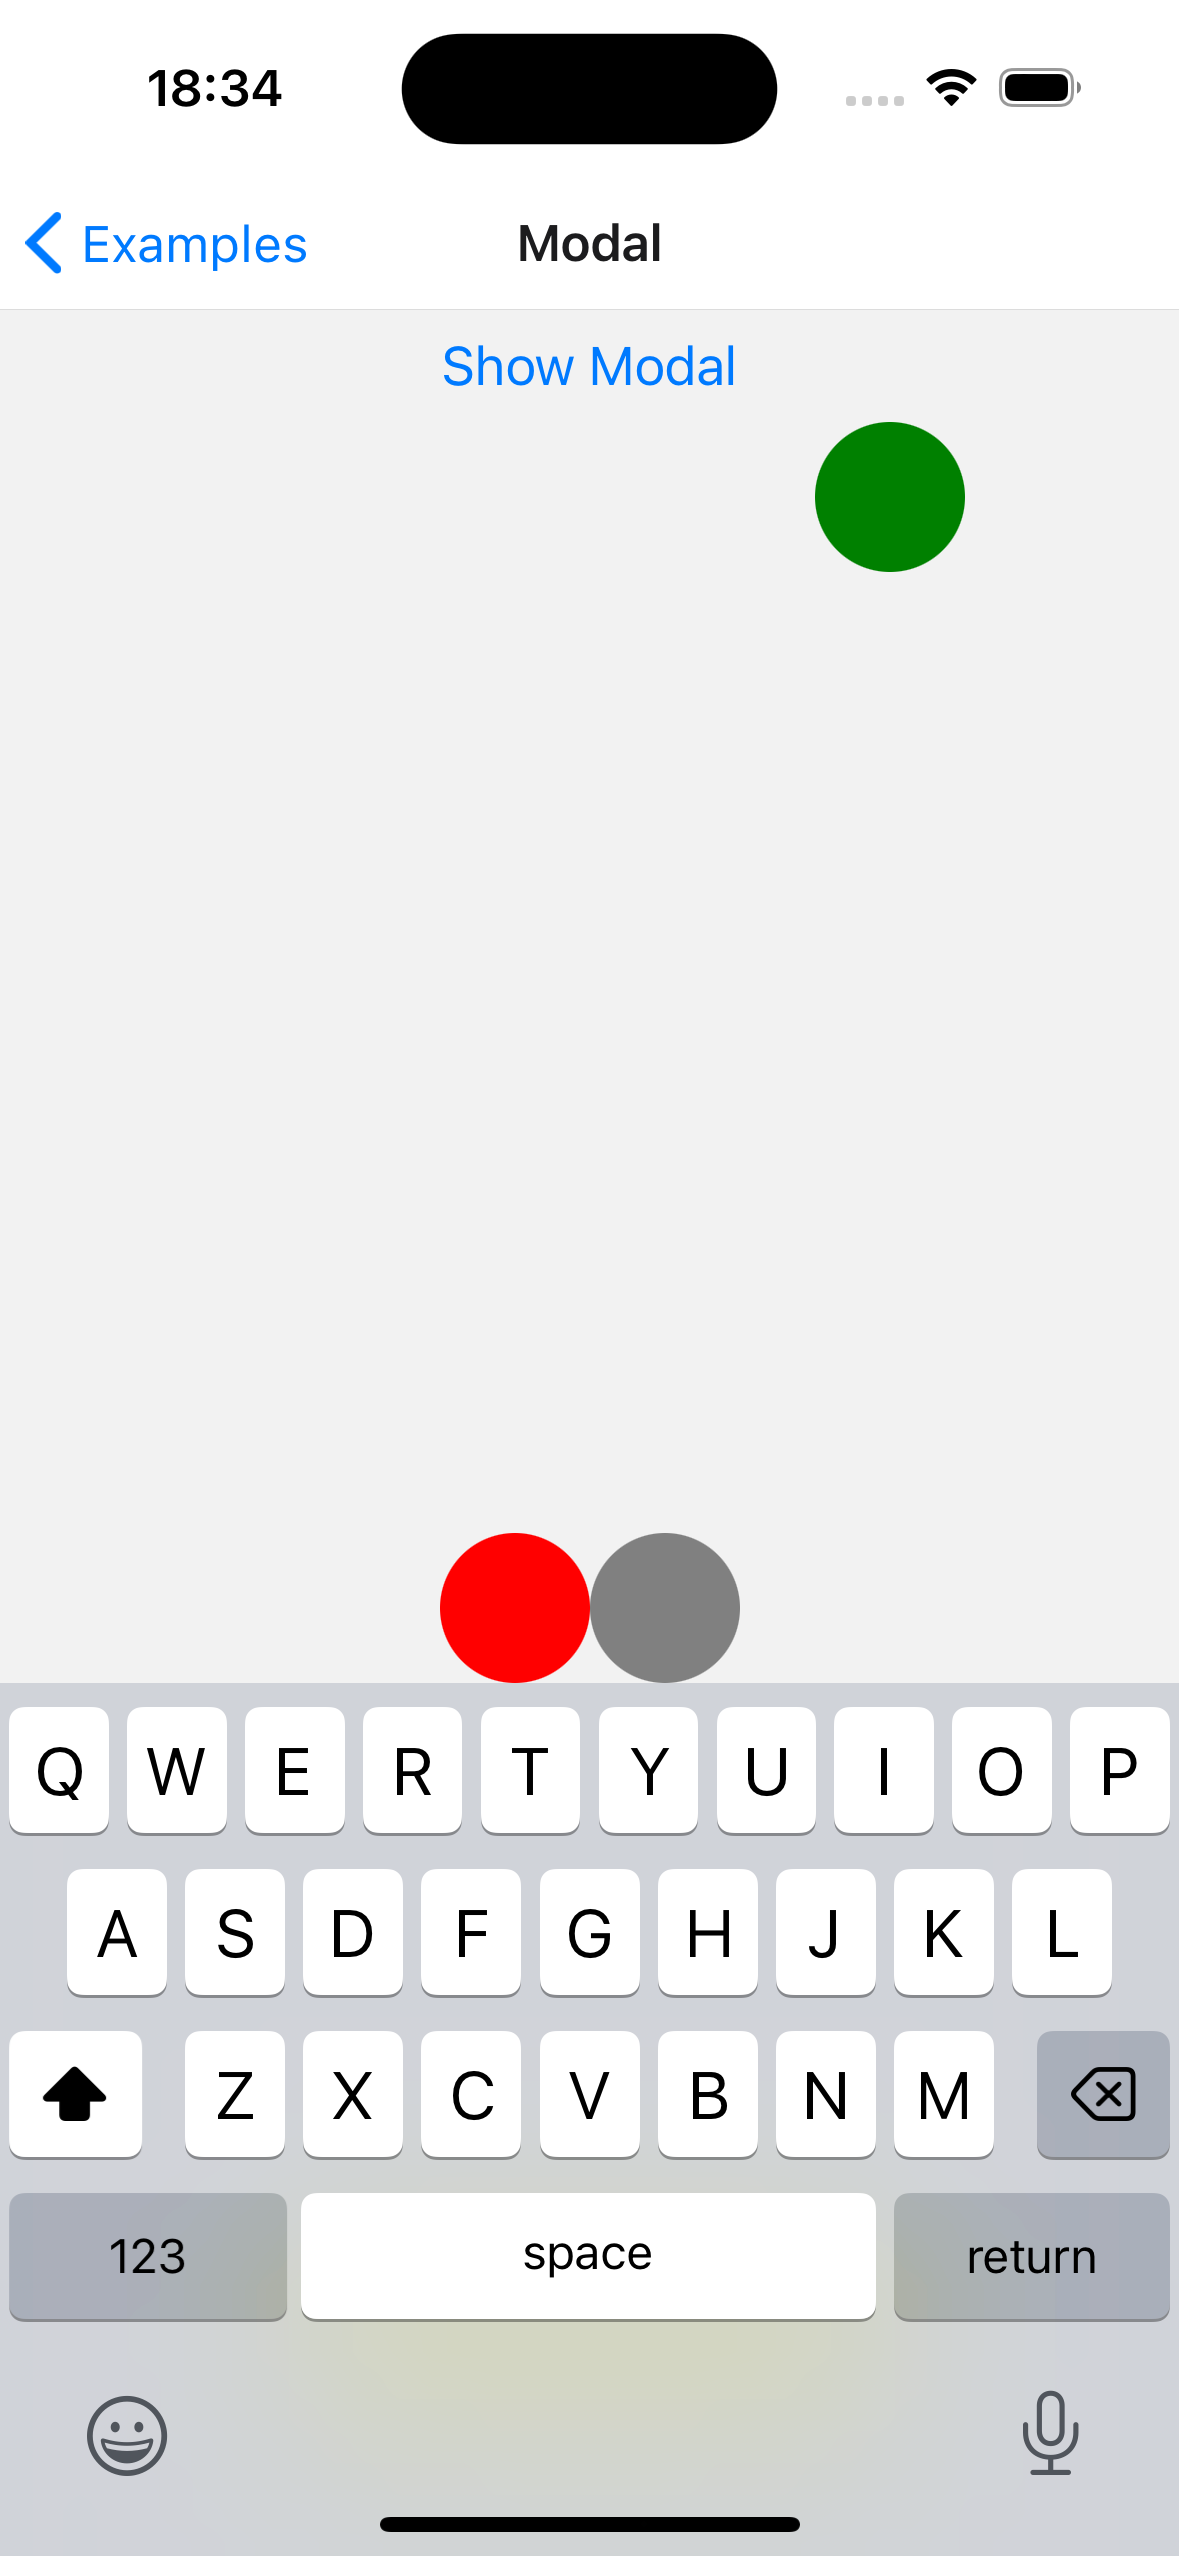 18:34
Examples Modal
Show Modal
Q W E R T Y U I O P
A S D F G H J K L
Z X C V B N M
123 space return